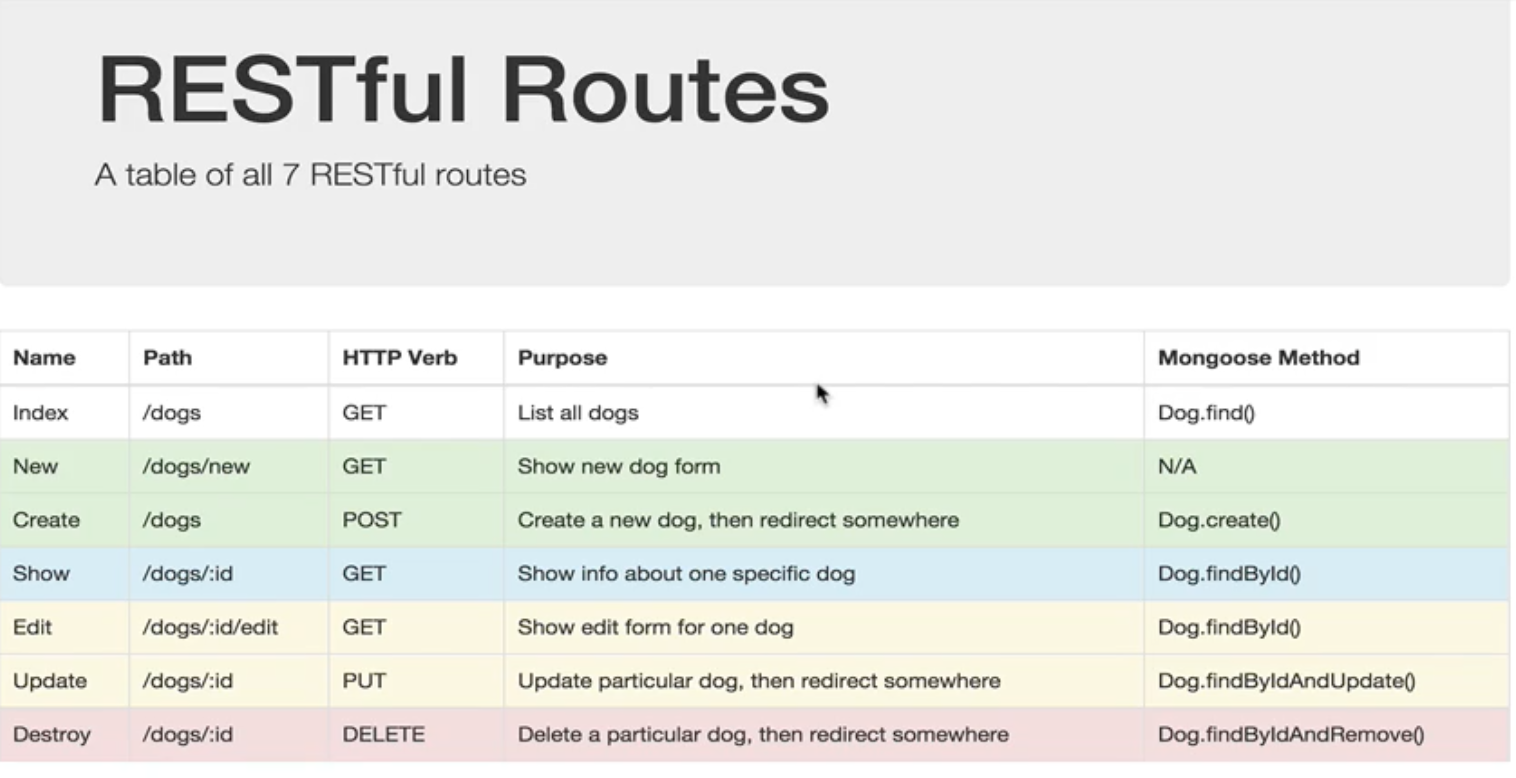 RESTful Routes
A table of all 7 RESTful routes
Name Path HTTP Verb Purpose Mongoose Method
Index /dogs GET List all dogs Dog.find()
New /dogs/new GET Show new dog form N/A
Create /dogs POST Create a new dog, then redirect somewhere Dog.create()
Show /dogs/:id GET Show info about one specific dog Dog.findById()
Edit /dogs/:id/edit GET Show edit form for one dog Dog.findById()
Update /dogs/:id PUT Update particular dog, then redirect somewhere Dog.findByIdAndUpdate()
Destroy /dogs/:id DELETE Delete a particular dog, then redirect somewhere Dog.findByIdAndRemove()